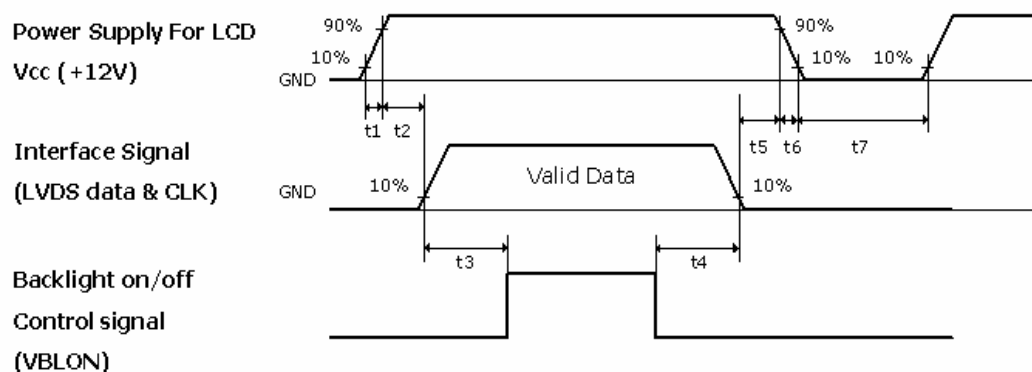 Power Supply For LCD
Vcc (+12V)
90%
10%
GND
90%
10%
10%
t1
t2
t5
t6
t7
Interface Signal
(LVDS data & CLK)
GND
10%
Valid Data
10%
t3
t4
Backlight on/off
Control signal
(VBLON)